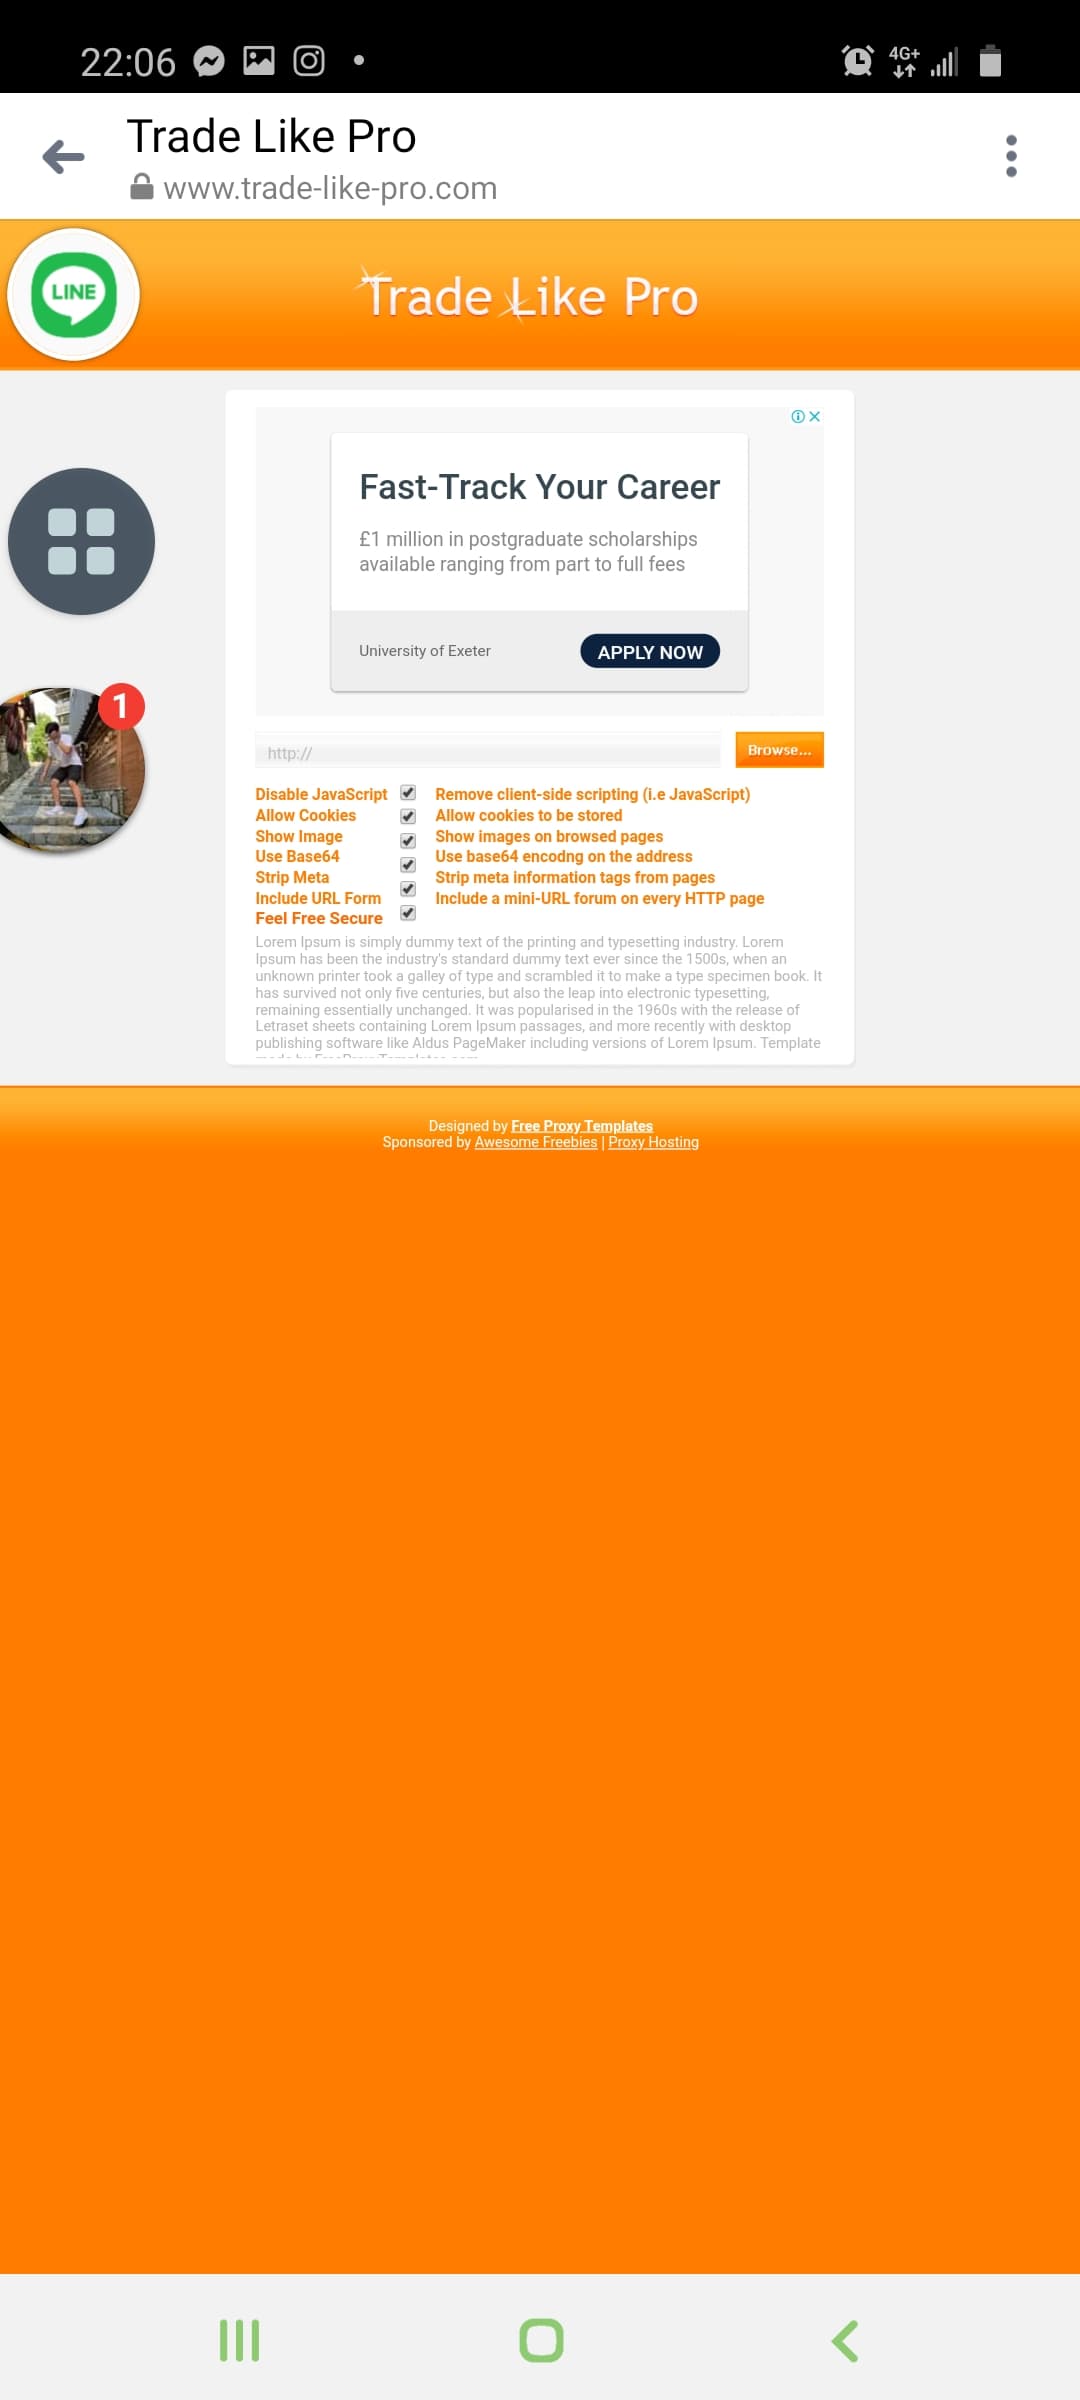 22:06
4G+
Trade Like Pro
www.trade-like-pro.com
LINE
Trade Like Pro
Fast-Track Your Career
£1 million in postgraduate scholarships
available ranging from part to full fees
University of Exeter
APPLY NOW
1
http://
Browse...
Disable JavaScript Remove client-side scripting (i.e JavaScript)
Allow Cookies Allow cookies to be stored
Show Image Show images on browsed pages
Use Base64 Use base64 encodng on the address
Strip Meta Strip meta information tags from pages
Include URL Form Include a mini-URL forum on every HTTP page
Feel Free Secure
Lorem Ipsum is simply dummy text of the printing and typesetting industry. Lorem
Ipsum has been the industry's standard dummy text ever since the 1500s, when an
unknown printer took a galley of type and scrambled it to make a type specimen book. It
has survived not only five centuries, but also the leap into electronic typesetting,
remaining essentially unchanged. It was popularised in the 1960s with the release of
Letraset sheets containing Lorem Ipsum passages, and more recently with desktop
publishing software like Aldus PageMaker including versions of Lorem Ipsum. Template
Designed by Free Proxy Templates
Sponsored by Awesome Freebies | Proxy Hosting